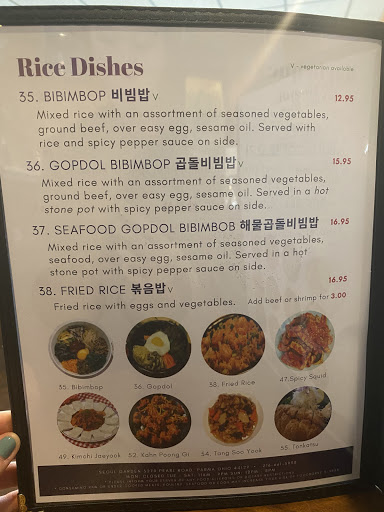 Rice Dishes
V - vegetarian available
35. BIBIMBOP 비빔밥 V 12.95
Mixed rice with an assortment of seasoned vegetables,
ground beef, over easy egg, sesame oil. Served with
rice and spicy pepper sauce on side.
36. GOPDOL BIBIMBOP 곱돌비빔밥 V 15.95
Mixed rice with an assortment of seasoned vegetables,
ground beef, over easy egg, sesame oil. Served in a hot
stone pot with spicy pepper sauce on side.
37. SEAFOOD GOPDOL BIBIMBOB 해물곱돌비빔밥 16.95
Mixed rice with an assortment of seasoned vegetables,
seafood, over easy egg, sesame oil. Served in a hot
stone pot with spicy pepper sauce on side.
38. FRIED RICE 볶음밥 V 16.95
Fried rice with eggs and vegetables. Add beef or shrimp for 3.00
35. Bibimbop 36. Gopdol 38. Fried Rice 47. Spicy Squid
49. Kimchi Jaeyook 52. Kahn Poong Gi 54. Tang Soo Yook 55. Tonkatsu